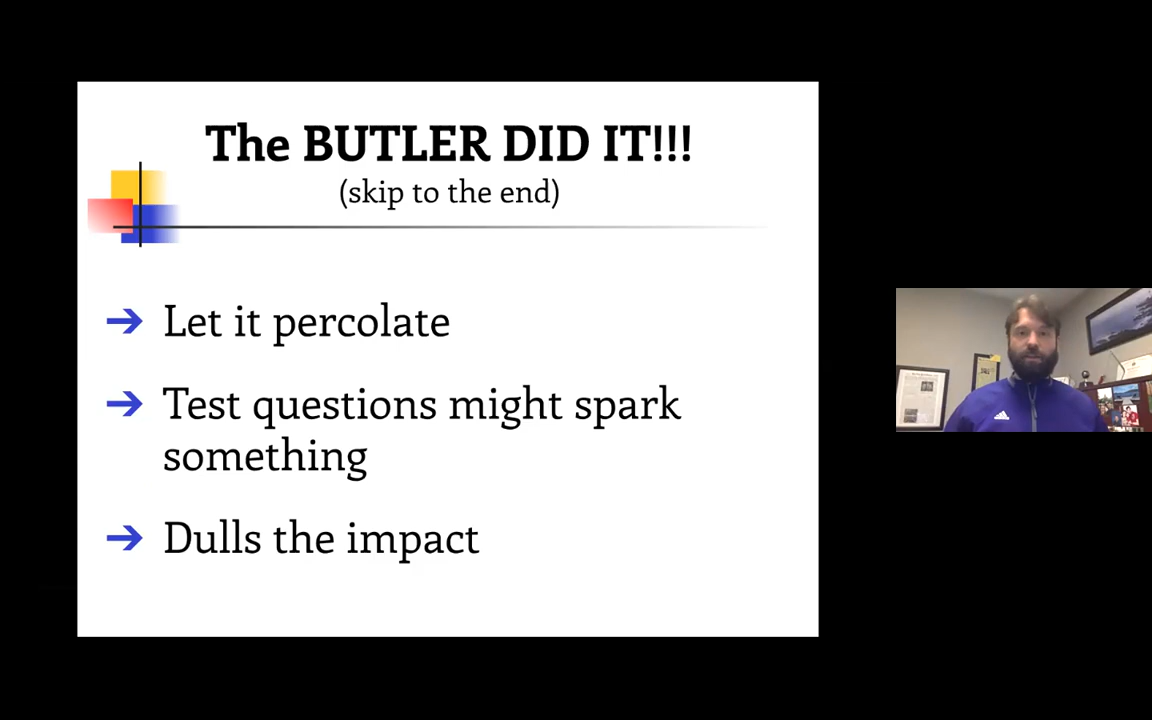 The BUTLER DID IT!!!
(skip to the end)
➔ Let it percolate
➔ Test questions might spark
something
➔ Dulls the impact